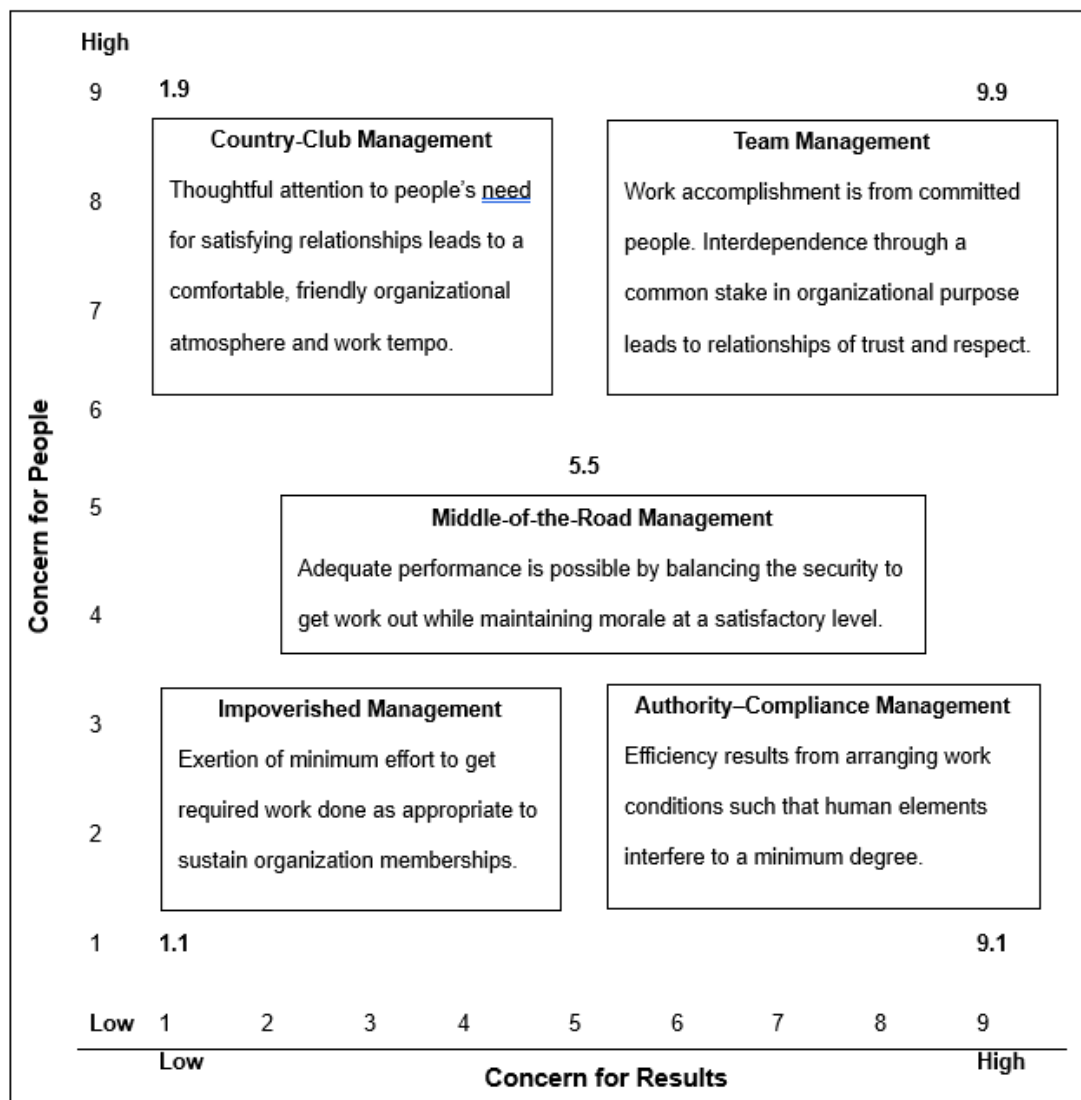 High
9 1.9 9.9
Country-Club Management
Thoughtful attention to people’s need
for satisfying relationships leads to a
comfortable, friendly organizational
atmosphere and work tempo.
Team Management
Work accomplishment is from committed
people. Interdependence through a
common stake in organizational purpose
leads to relationships of trust and respect.
8
7
6
Concern for People
5.5
5
Middle-of-the-Road Management
Adequate performance is possible by balancing the security to
get work out while maintaining morale at a satisfactory level.
4
Impoverished Management
Exertion of minimum effort to get
required work done as appropriate to
sustain organization memberships.
Authority–Compliance Management
Efficiency results from arranging work
conditions such that human elements
interfere to a minimum degree.
3
2
1 1.1 9.1
Low 1 2 3 4 5 6 7 8 9
Low High
Concern for Results